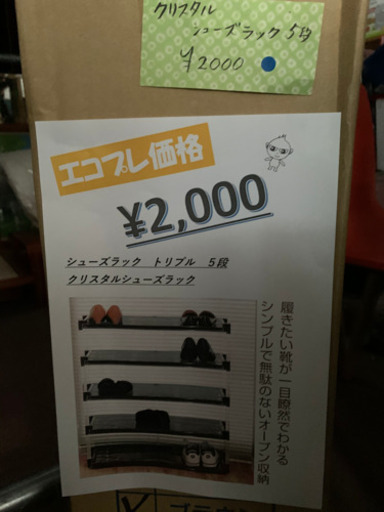 クリスタル
シューズラック 5段
¥2000
エコプレ価格
¥2,000
シューズラック トリプル 5段
クリスタルシューズラック
履きたい靴が一目瞭然でわかる
シンプルで無駄のないオープン収納